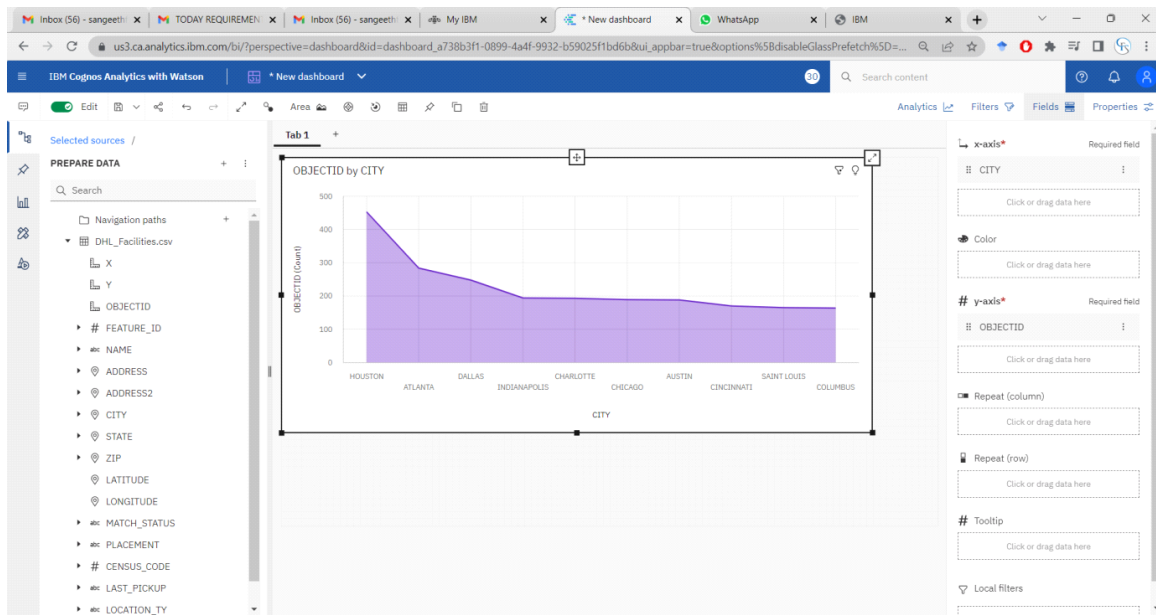 Inbox (56) - sangeeth
TODAY REQUIREMEN
Inbox (56) - sangeeth
My IBM
* New dashboard
WhatsApp
IBM
us3.ca.analytics.ibm.com/bi/?perspective=dashboard&id=dashboard_a738b3f1-0899-4a4f-9932-b59025f1bd6b&ui_appbar=true&options%5BdisableGlassPrefetch%5D=...
IBM Cognos Analytics with Watson
* New dashboard
30
Search content
Edit
Area
Analytics
Filters
Fields
Properties
Selected sources /
PREPARE DATA
Search
Navigation paths
DHL_Facilities.csv
X
Y
OBJECTID
# FEATURE_ID
abc NAME
ADDRESS
ADDRESS2
CITY
STATE
ZIP
LATITUDE
LONGITUDE
abc MATCH_STATUS
abc PLACEMENT
# CENSUS_CODE
abc LAST_PICKUP
abc LOCATION_TY
Tab 1 +
OBJECTID by CITY
OBJECTID (Count)
500
400
300
200
100
0
HOUSTON
ATLANTA
DALLAS
INDIANAPOLIS
CHARLOTTE
CHICAGO
AUSTIN
CINCINNATI
SAINT LOUIS
COLUMBUS
CITY
x-axis* Required field
CITY
Click or drag data here
Color
Click or drag data here
# y-axis* Required field
OBJECTID
Click or drag data here
Repeat (column)
Click or drag data here
Repeat (row)
Click or drag data here
# Tooltip
Click or drag data here
Local filters